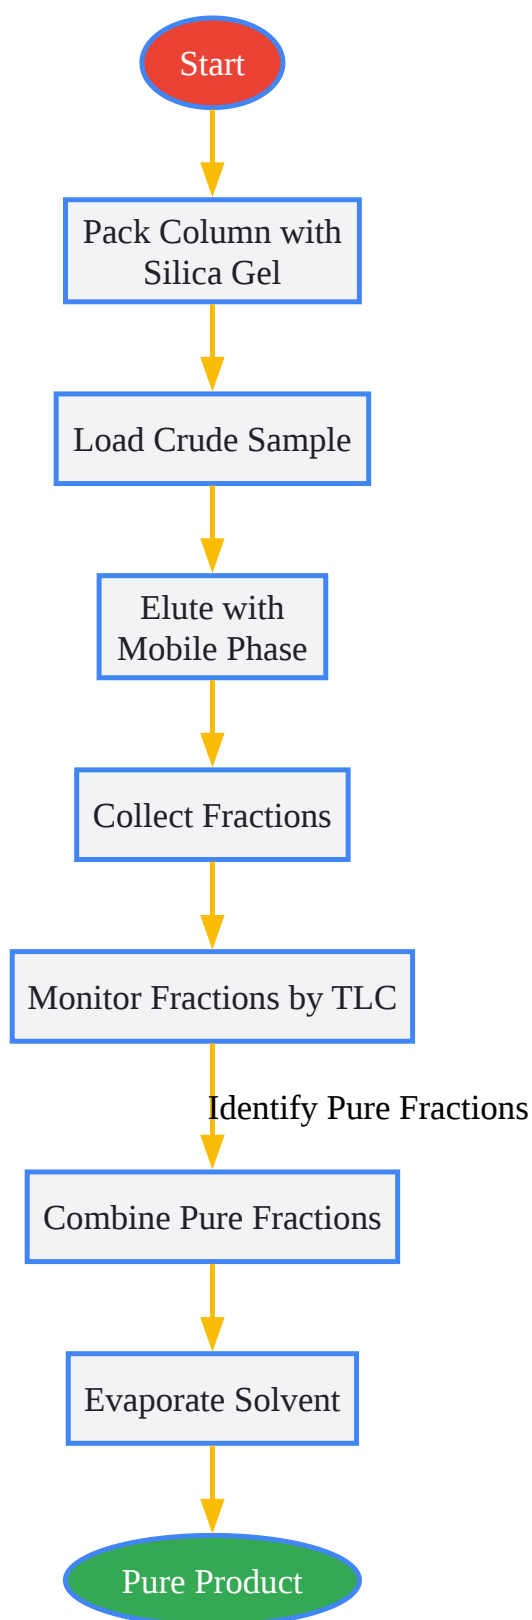 Start
Pack Column with
Silica Gel
Load Crude Sample
Elute with
Mobile Phase
Collect Fractions
Monitor Fractions by TLC
Identify Pure Fractions
Combine Pure Fractions
Evaporate Solvent
Pure Product